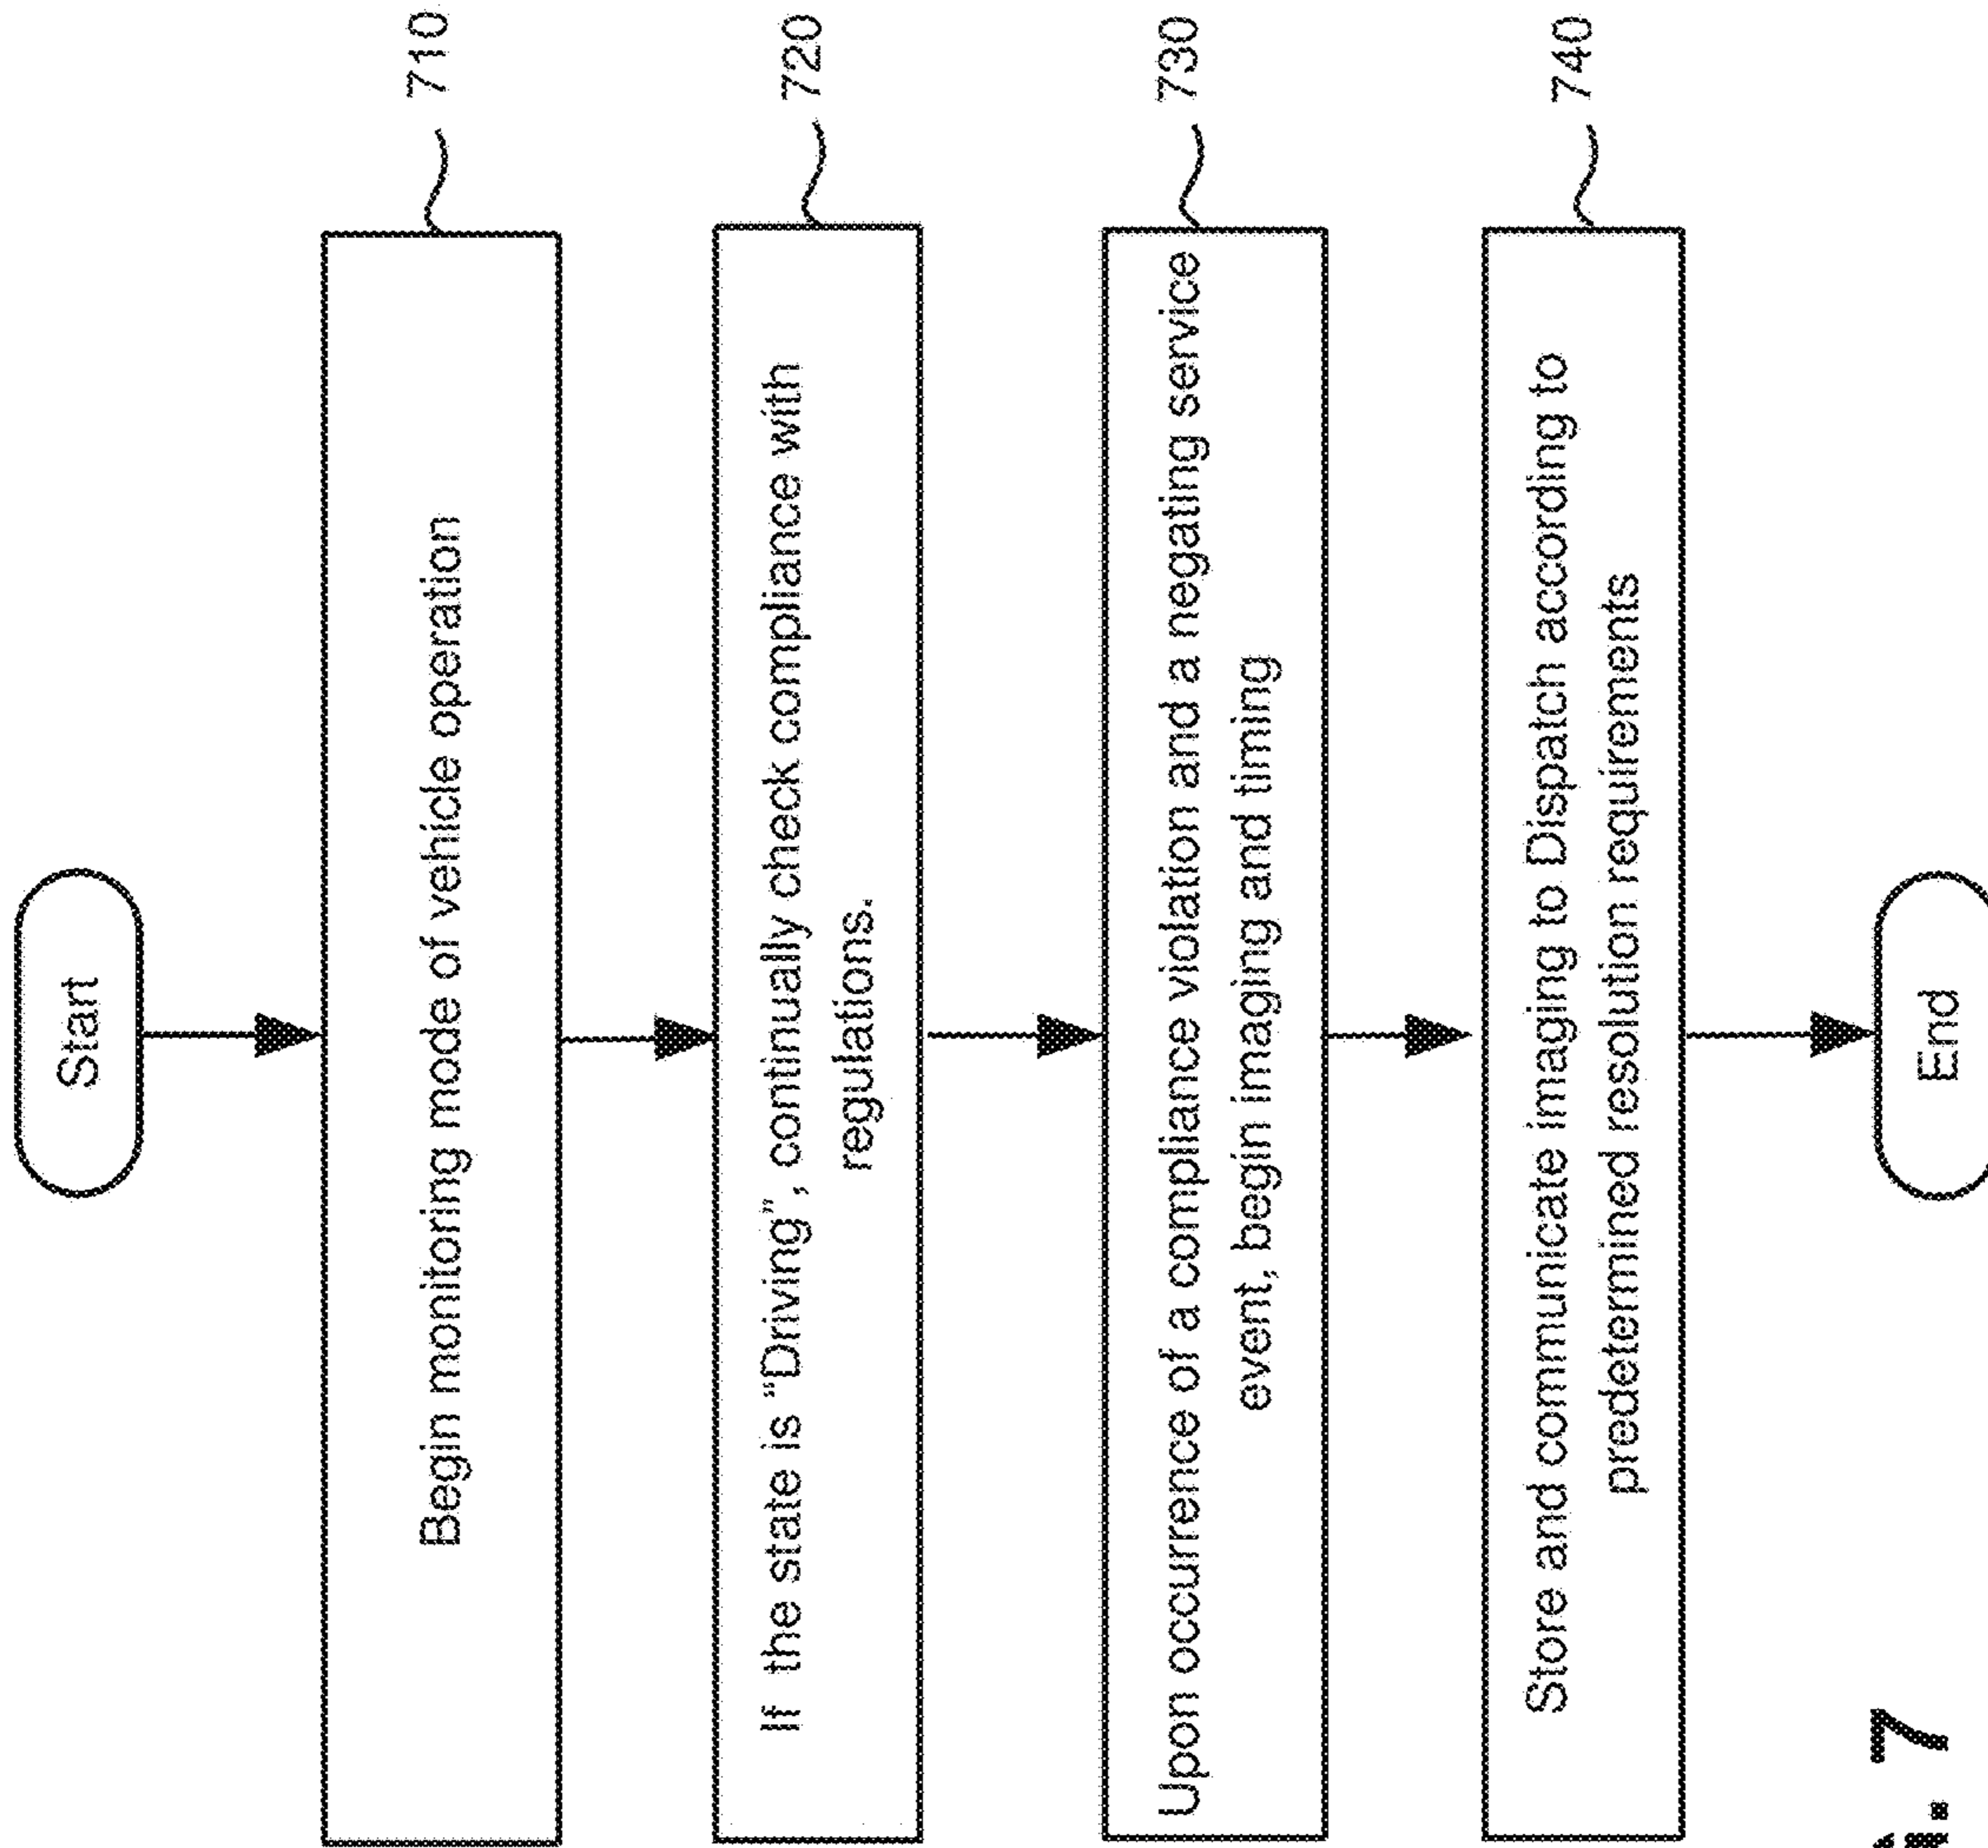 Start
Begin monitoring mode of vehicle operation
710
If the state is “Driving”, continually check compliance with
regulations.
720
Upon occurrence of a compliance violation and a negating service
event, begin imaging and timing
730
Store and communicate imaging to Dispatch according to
predetermined resolution requirements
740
End
7